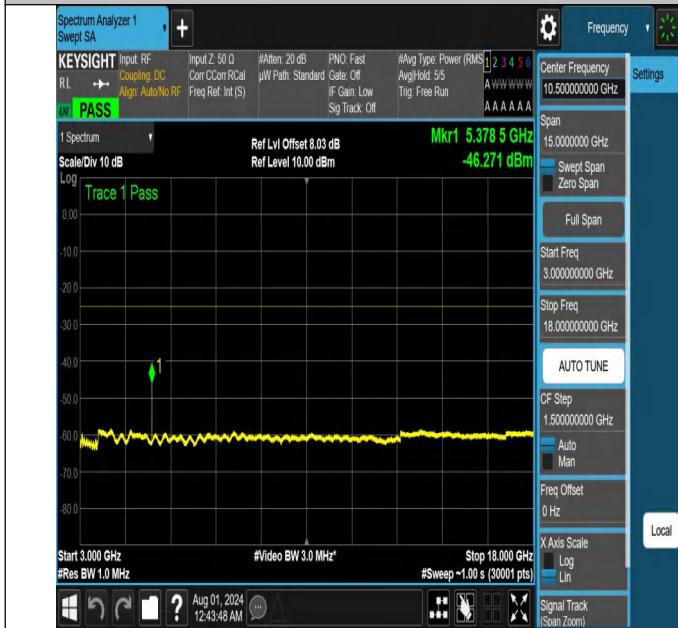 Spectrum Analyzer 1
Swept SA
+
Frequency
KEYSIGHT
RL
LXI
PASS
Input: RF
Coupling: DC
Align: Auto/No RF
Input Z: 50 Ω
Corr CCorr RCal
Freq Ref: Int (S)
#Atten: 20 dB
µW Path: Standard
PNO: Fast
Gate: Off
IF Gain: Low
Sig Track: Off
#Avg Type: Power (RMS
Avg|Hold: 5/5
Trig: Free Run
1 2 3 4 5 6
A W W W W W
A A A A A A
Center Frequency
10.500000000 GHz
Settings
Span
15.0000000 GHz
Swept Span
Zero Span
Full Span
Start Freq
3.000000000 GHz
Stop Freq
18.00000000 GHz
AUTO TUNE
CF Step
1.500000000 GHz
Auto
Man
Freq Offset
0 Hz
X Axis Scale
Log
Lin
Signal Track
(Span Zoom)
Local
1 Spectrum
Scale/Div 10 dB
Ref Lvl Offset 8.03 dB
Ref Level 10.00 dBm
Mkr1 5.378 5 GHz
-46.271 dBm
Log
Trace 1 Pass
0.00
-10.0
-20.0
-30.0
-40.0
-50.0
-60.0
-70.0
-80.0
1
Start 3.000 GHz
#Res BW 1.0 MHz
#Video BW 3.0 MHz*
Stop 18.000 GHz
#Sweep ~1.00 s (30001 pts)
?
Aug 01, 2024
12:43:48 AM